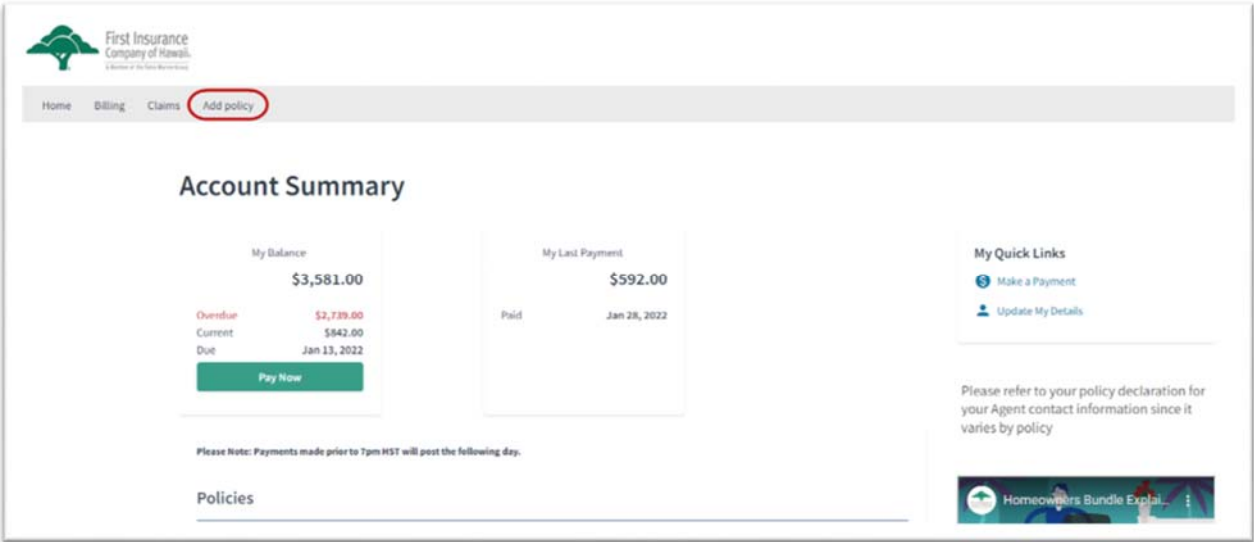 First Insurance
Company of Hawaii.
Home Billing Claims Add policy
Account Summary
My Balance
$3,581.00
Overdue $2,739.00
Current $842.00
Due Jan 13, 2022
Pay Now
My Last Payment
$592.00
Paid Jan 28, 2022
My Quick Links
Make a Payment
Update My Details
Please refer to your policy declaration for
your Agent contact information since it
varies by policy
Please Note: Payments made prior to 7pm HST will post the following day.
Policies
Homeowners Bundle Explai...